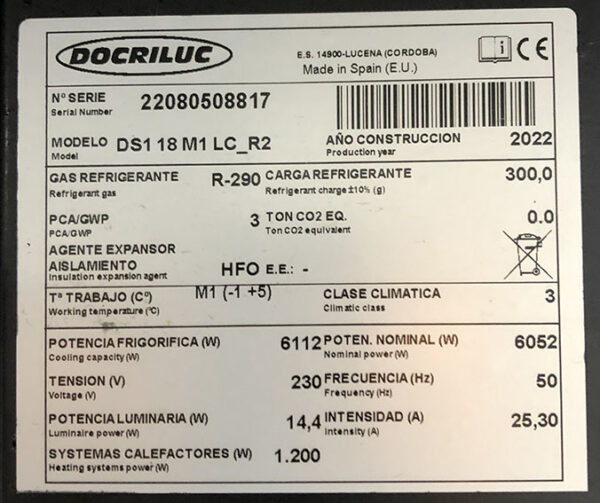 DOCRILUC
E.S. 14900-LUCENA (CORDOBA)
Made in Spain (E.U.)
CE
Nº SERIE 22080508817
Serial Number
MODELO DS1 18 M1 LC_R2 AÑO CONSTRUCCION 2022
Model Production year
GAS REFRIGERANTE R-290 CARGA REFRIGERANTE 300,0
Refrigerant gas Refrigerant charge ±10% (g)
PCA/GWP 3 TON CO2 EQ. 0.0
PCA/GWP Ton CO2 equivalent
AGENTE EXPANSOR
AISLAMIENTO HFO E.E.: -
Insulation expansion agent
Tª TRABAJO (Cº) M1 (-1 +5) CLASE CLIMATICA 3
Working temperature (ºC) Climatic class
POTENCIA FRIGORIFICA (W) 6112 POTEN. NOMINAL (W) 6052
Cooling capacity (W) Nominal power (W)
TENSION (V) 230 FRECUENCIA (Hz) 50
Voltage (V) Frequency (Hz)
POTENCIA LUMINARIA (W) 14,4 INTENSIDAD (A) 25,30
Luminaire power (W) Intensity (A)
SYSTEMAS CALEFACTORES (W) 1.200
Heating systems power (W)